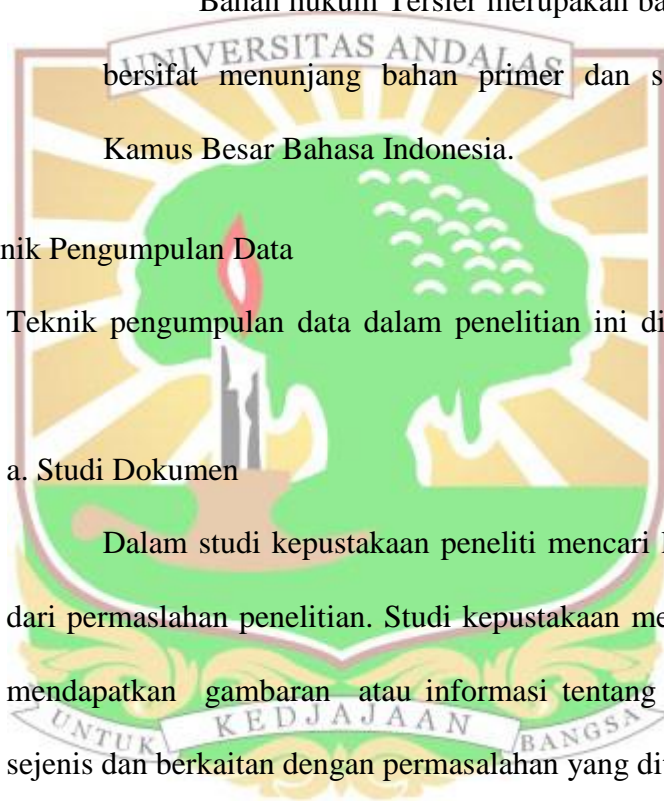 Bahan hukum Tersier merupakan ba
UNIVERSITAS ANDALAS
bersifat menunjang bahan primer dan s
Kamus Besar Bahasa Indonesia.
nik Pengumpulan Data
Teknik pengumpulan data dalam penelitian ini di
a. Studi Dokumen
Dalam studi kepustakaan peneliti mencari
dari permaslahan penelitian. Studi kepustakaan me
mendapatkan gambaran atau informasi tentang
UNTUK KEDJAJAAN BANGSA
sejenis dan berkaitan dengan permasalahan yang dit